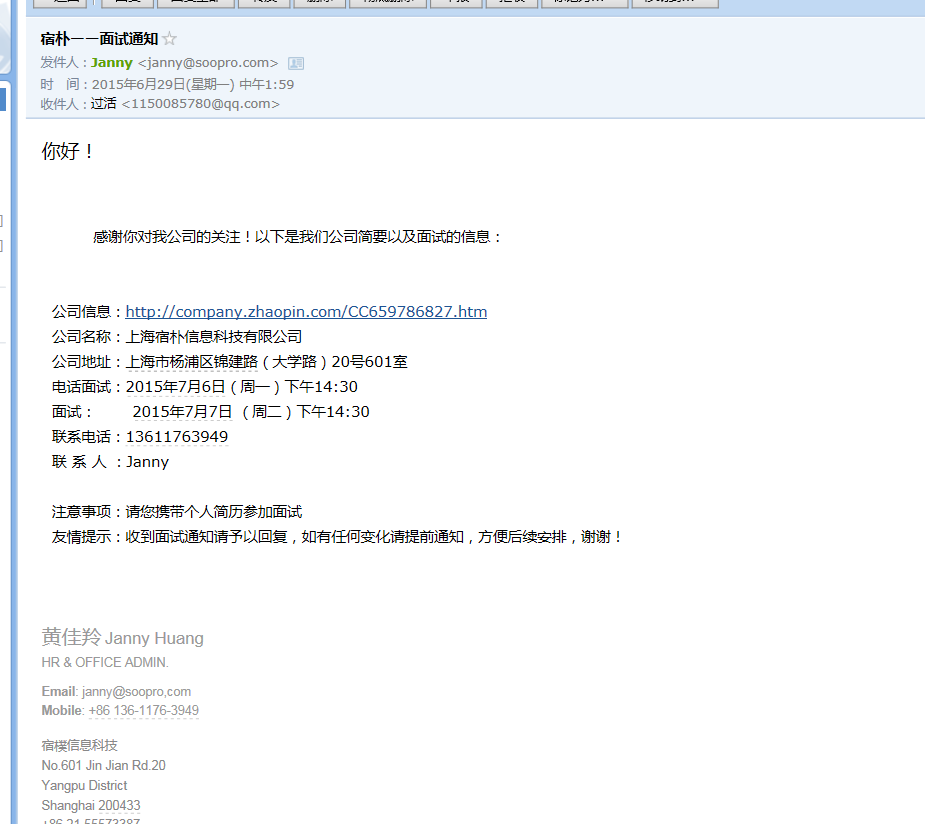 宿朴——面试通知
发件人：Janny <janny@soopro.com>
时 间：2015年6月29日(星期一) 中午1:59
收件人：过活 <1150085780@qq.com>
你好！
感谢你对我公司的关注！以下是我们公司简要以及面试的信息：
公司信息：http://company.zhaopin.com/CC659786827.htm
公司名称：上海宿朴信息科技有限公司
公司地址：上海市杨浦区锦建路（大学路）20号601室
电话面试：2015年7月6日（周一）下午14:30
面试： 2015年7月7日 （周二）下午14:30
联系电话：13611763949
联 系 人 ：Janny
注意事项：请您携带个人简历参加面试
友情提示：收到面试通知请予以回复，如有任何变化请提前通知，方便后续安排，谢谢！
黄佳羚 Janny Huang
HR & OFFICE ADMIN.
Email: janny@soopro,com
Mobile: +86 136-1176-3949
宿樸信息科技
No.601 Jin Jian Rd.20
Yangpu District
Shanghai 200433
+86 21 55573387